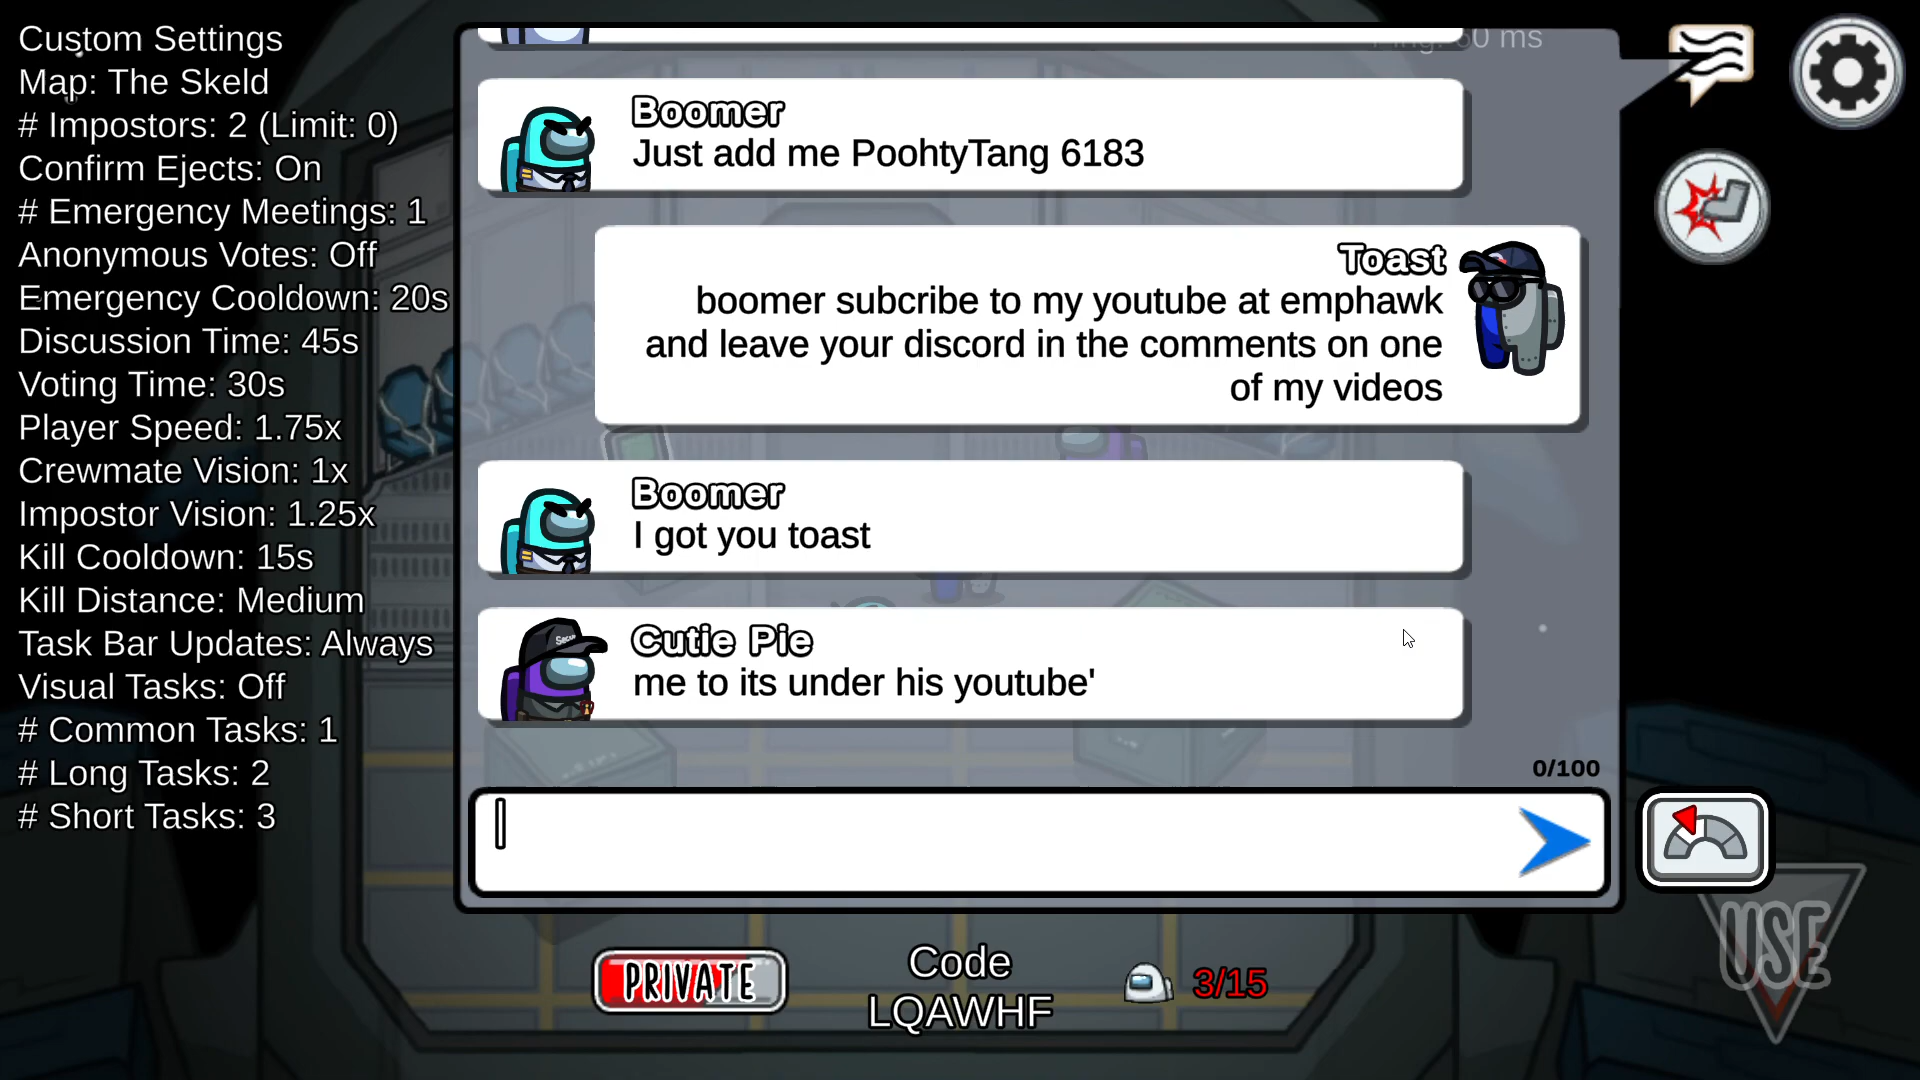 Custom Settings
Map: The Skeld
# Impostors: 2 (Limit: 0)
Confirm Ejects: On
# Emergency Meetings: 1
Anonymous Votes: Off
Emergency Cooldown: 20s
Discussion Time: 45s
Voting Time: 30s
Player Speed: 1.75x
Crewmate Vision: 1x
Impostor Vision: 1.25x
Kill Cooldown: 15s
Kill Distance: Medium
Task Bar Updates: Always
Visual Tasks: Off
# Common Tasks: 1
# Long Tasks: 2
# Short Tasks: 3
ms
Boomer
Just add me PoohtyTang 6183
Toast
boomer subcribe to my youtube at emphawk
and leave your discord in the comments on one
of my videos
Boomer
I got you toast
Cutie Pie
me to its under his youtube'
0/100
PRIVATE
Code
LQAWHF
3/15
USE